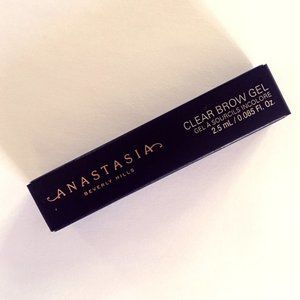 ANASTASIA
BEVERLY HILLS
CLEAR BROW GEL
GEL À SOURCILS INCOLORE
2.5 mL / 0.085 Fl. Oz.